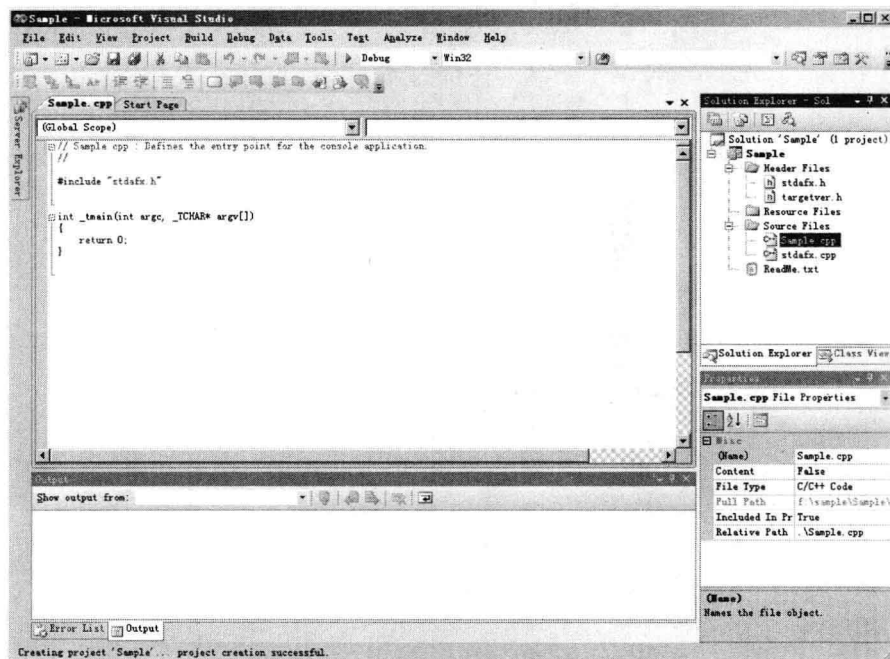 Sample - Microsoft Visual Studio
File Edit View Project Build Debug Data Tools Test Analyze Window Help
Debug Win32
Server Explorer
Sample.cpp Start Page
(Global Scope)
// Sample cpp : Defines the entry point for the console application.
//
#include "stdafx.h"
int _tmain(int argc, _TCHAR* argv[])
{
return 0;
}
Solution Explorer - Sol
Solution 'Sample' (1 project)
Sample
Header Files
stdafx.h
targetver.h
Resource Files
Source Files
Sample.cpp
stdafx.cpp
ReadMe.txt
Solution Explorer Class View
Properties
Sample.cpp File Properties
Misc
(Name) Sample.cpp
Content False
File Type C/C++ Code
Full Path f:\sample\Sample\
Included In Pr True
Relative Path .\Sample.cpp
(Name)
Names the file object.
Output
Show output from:
Error List Output
Creating project 'Sample'... project creation successful.